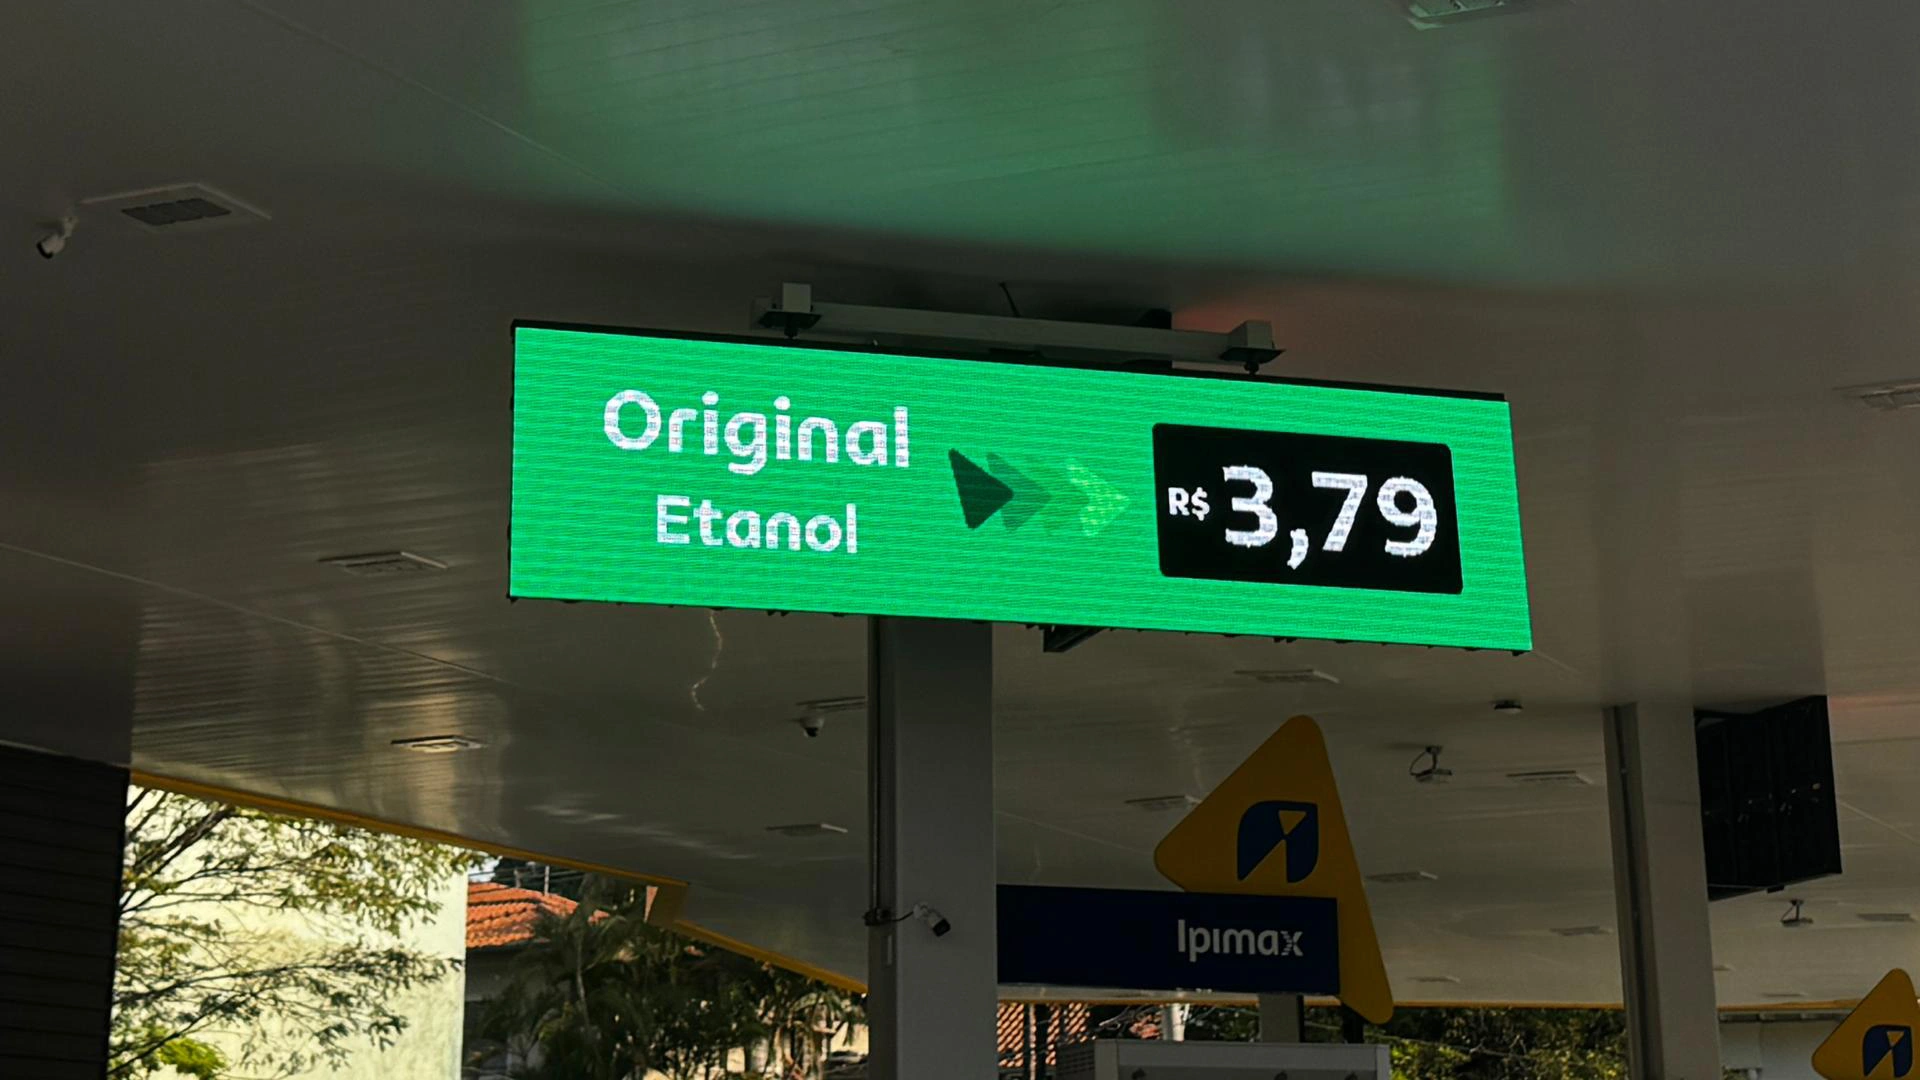 Original
Etanol
R$ 3,79
Ipimax